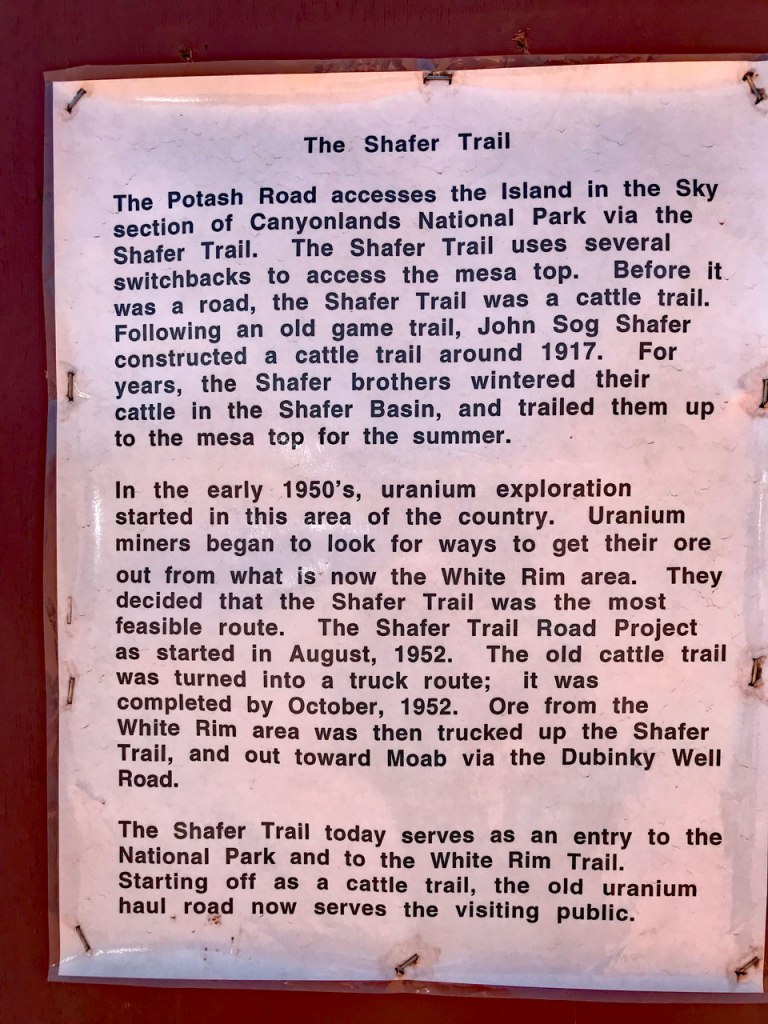 The Shafer Trail
The Potash Road accesses the Island in the Sky
section of Canyonlands National Park via the
Shafer Trail. The Shafer Trail uses several
switchbacks to access the mesa top. Before it
was a road, the Shafer Trail was a cattle trail.
Following an old game trail, John Sog Shafer
constructed a cattle trail around 1917. For
years, the Shafer brothers wintered their
cattle in the Shafer Basin, and trailed them up
to the mesa top for the summer.
In the early 1950's, uranium exploration
started in this area of the country. Uranium
miners began to look for ways to get their ore
out from what is now the White Rim area. They
decided that the Shafer Trail was the most
feasible route. The Shafer Trail Road Project
as started in August, 1952. The old cattle trail
was turned into a truck route; it was
completed by October, 1952. Ore from the
White Rim area was then trucked up the Shafer
Trail, and out toward Moab via the Dubinky Well
Road.
The Shafer Trail today serves as an entry to the
National Park and to the White Rim Trail.
Starting off as a cattle trail, the old uranium
haul road now serves the visiting public.